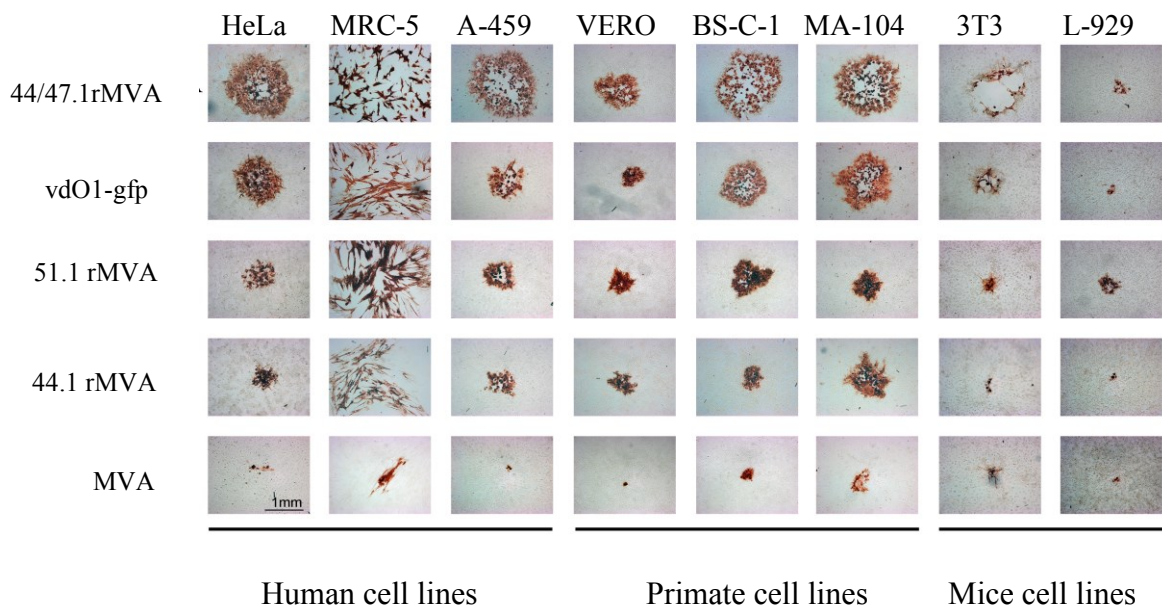 HeLa MRC-5 A-459 VERO BS-C-1 MA-104 3T3 L-929
44/47.1rMVA
vdO1-gfp
51.1 rMVA
44.1 rMVA
MVA
1mm
Human cell lines Primate cell lines Mice cell lines